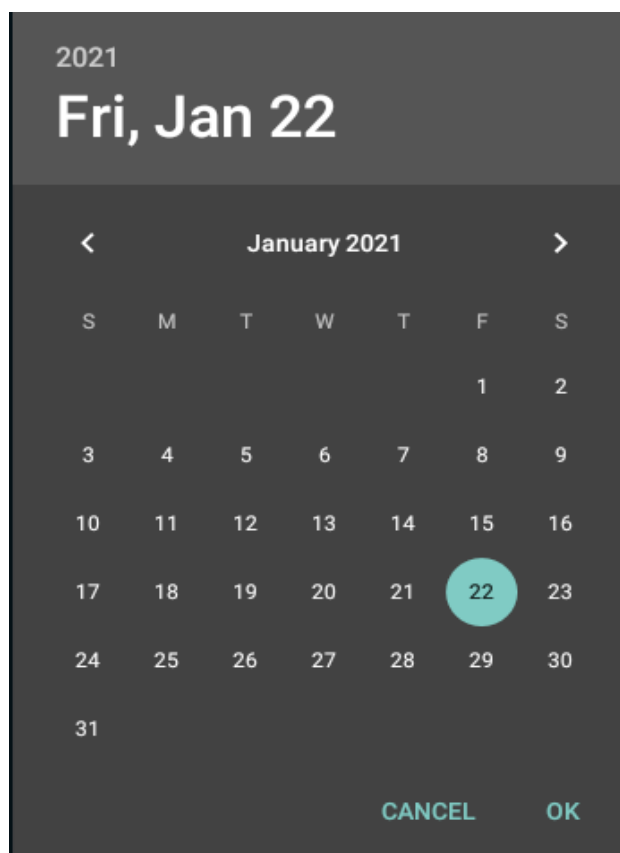 2021
Fri, Jan 22
January 2021
S M T W T F S
1 2
3 4 5 6 7 8 9
10 11 12 13 14 15 16
17 18 19 20 21 22 23
24 25 26 27 28 29 30
31
CANCEL OK